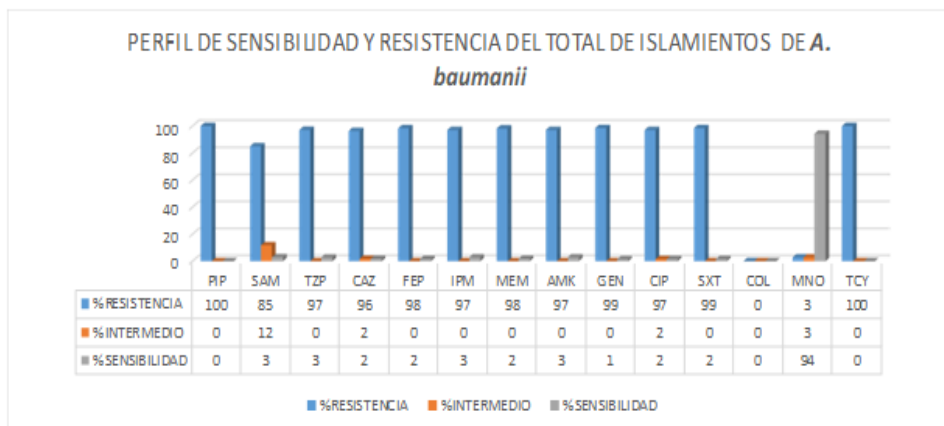 PERFIL DE SENSIBILIDAD Y RESISTENCIA DEL TOTAL DE ISLAMIENTOS DE A.
baumanii
100
80
60
40
20
0
PIP SAM TZP CAZ FEP IPM MEM AMK GEN CIP SXT COL MNO TCY
%RESISTENCIA 100 85 97 96 98 97 98 97 99 97 99 0 3 100
%INTERMEDIO 0 12 0 2 0 0 0 0 0 2 0 0 3 0
%SENSIBILIDAD 0 3 3 2 2 3 2 3 1 2 2 0 94 0
%RESISTENCIA %INTERMEDIO %SENSIBILIDAD